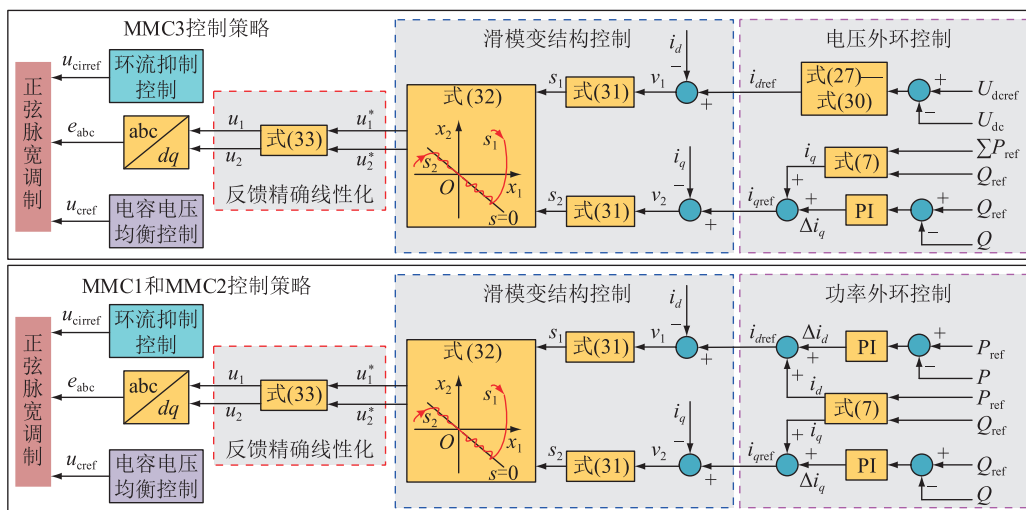 MMC3控制策略
滑模变结构控制
电压外环控制
正弦脉宽调制
u_cirref
环流抑制
控制
e_abc
abc
dq
u_cref
电容电压
均衡控制
u_1
u_2
式(33)
u_1^*
u_2^*
反馈精确线性化
式(32)
x_2
s_1
s_2
O
x_1
s=0
s_1
式(31)
v_1
i_d
−
+
s_2
式(31)
v_2
i_q
−
+
i_dref
式(27)—
式(30)
+
−
U_dcref
U_dc
i_q
式(7)
∑P_ref
Q_ref
i_qref
+
+
Δi_q
PI
+
−
Q_ref
Q
MMC1和MMC2控制策略
滑模变结构控制
功率外环控制
正弦脉宽调制
u_cirref
环流抑制
控制
e_abc
abc
dq
u_cref
电容电压
均衡控制
u_1
u_2
式(33)
u_1^*
u_2^*
反馈精确线性化
式(32)
x_2
s_1
s_2
O
x_1
s=0
s_1
式(31)
v_1
i_d
−
+
s_2
式(31)
v_2
i_q
−
+
i_dref
Δi_d
+
+
PI
+
−
P_ref
P
i_d
式(7)
i_q
P_ref
Q_ref
i_qref
+
+
Δi_q
PI
+
−
Q_ref
Q